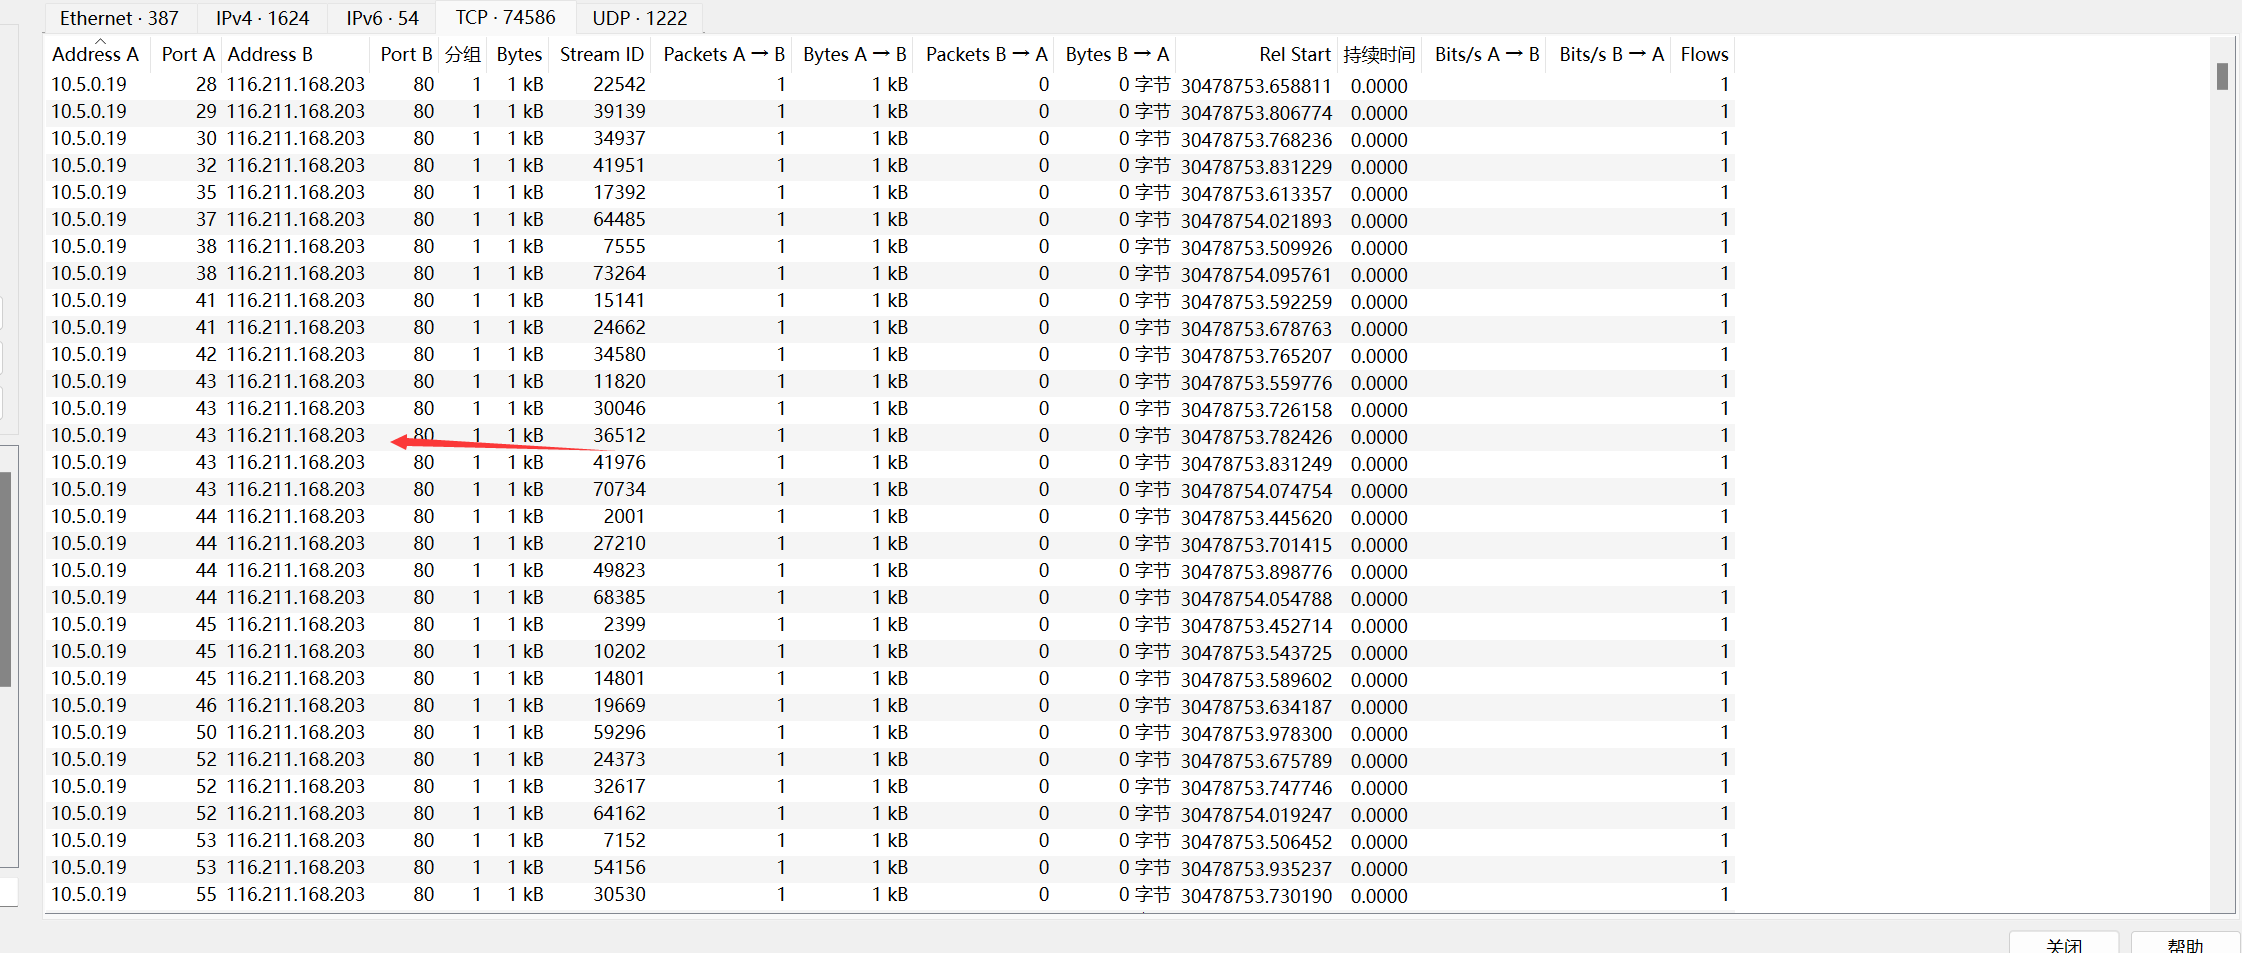 Ethernet · 387 IPv4 · 1624 IPv6 · 54 TCP · 74586 UDP · 1222
Address A Port A Address B Port B 分组 Bytes Stream ID Packets A → B Bytes A → B Packets B → A Bytes B → A Rel Start 持续时间 Bits/s A → B Bits/s B → A Flows
10.5.0.19 28 116.211.168.203 80 1 1 kB 22542 1 1 kB 0 0 字节 30478753.658811 0.0000 1
10.5.0.19 29 116.211.168.203 80 1 1 kB 39139 1 1 kB 0 0 字节 30478753.806774 0.0000 1
10.5.0.19 30 116.211.168.203 80 1 1 kB 34937 1 1 kB 0 0 字节 30478753.768236 0.0000 1
10.5.0.19 32 116.211.168.203 80 1 1 kB 41951 1 1 kB 0 0 字节 30478753.831229 0.0000 1
10.5.0.19 35 116.211.168.203 80 1 1 kB 17392 1 1 kB 0 0 字节 30478753.613357 0.0000 1
10.5.0.19 37 116.211.168.203 80 1 1 kB 64485 1 1 kB 0 0 字节 30478754.021893 0.0000 1
10.5.0.19 38 116.211.168.203 80 1 1 kB 7555 1 1 kB 0 0 字节 30478753.509926 0.0000 1
10.5.0.19 38 116.211.168.203 80 1 1 kB 73264 1 1 kB 0 0 字节 30478754.095761 0.0000 1
10.5.0.19 41 116.211.168.203 80 1 1 kB 15141 1 1 kB 0 0 字节 30478753.592259 0.0000 1
10.5.0.19 41 116.211.168.203 80 1 1 kB 24662 1 1 kB 0 0 字节 30478753.678763 0.0000 1
10.5.0.19 42 116.211.168.203 80 1 1 kB 34580 1 1 kB 0 0 字节 30478753.765207 0.0000 1
10.5.0.19 43 116.211.168.203 80 1 1 kB 11820 1 1 kB 0 0 字节 30478753.559776 0.0000 1
10.5.0.19 43 116.211.168.203 80 1 1 kB 30046 1 1 kB 0 0 字节 30478753.726158 0.0000 1
10.5.0.19 43 116.211.168.203 80 1 1 kB 36512 1 1 kB 0 0 字节 30478753.782426 0.0000 1
10.5.0.19 43 116.211.168.203 80 1 1 kB 41976 1 1 kB 0 0 字节 30478753.831249 0.0000 1
10.5.0.19 43 116.211.168.203 80 1 1 kB 70734 1 1 kB 0 0 字节 30478754.074754 0.0000 1
10.5.0.19 44 116.211.168.203 80 1 1 kB 2001 1 1 kB 0 0 字节 30478753.445620 0.0000 1
10.5.0.19 44 116.211.168.203 80 1 1 kB 27210 1 1 kB 0 0 字节 30478753.701415 0.0000 1
10.5.0.19 44 116.211.168.203 80 1 1 kB 49823 1 1 kB 0 0 字节 30478753.898776 0.0000 1
10.5.0.19 44 116.211.168.203 80 1 1 kB 68385 1 1 kB 0 0 字节 30478754.054788 0.0000 1
10.5.0.19 45 116.211.168.203 80 1 1 kB 2399 1 1 kB 0 0 字节 30478753.452714 0.0000 1
10.5.0.19 45 116.211.168.203 80 1 1 kB 10202 1 1 kB 0 0 字节 30478753.543725 0.0000 1
10.5.0.19 45 116.211.168.203 80 1 1 kB 14801 1 1 kB 0 0 字节 30478753.589602 0.0000 1
10.5.0.19 46 116.211.168.203 80 1 1 kB 19669 1 1 kB 0 0 字节 30478753.634187 0.0000 1
10.5.0.19 50 116.211.168.203 80 1 1 kB 59296 1 1 kB 0 0 字节 30478753.978300 0.0000 1
10.5.0.19 52 116.211.168.203 80 1 1 kB 24373 1 1 kB 0 0 字节 30478753.675789 0.0000 1
10.5.0.19 52 116.211.168.203 80 1 1 kB 32617 1 1 kB 0 0 字节 30478753.747746 0.0000 1
10.5.0.19 52 116.211.168.203 80 1 1 kB 64162 1 1 kB 0 0 字节 30478754.019247 0.0000 1
10.5.0.19 53 116.211.168.203 80 1 1 kB 7152 1 1 kB 0 0 字节 30478753.506452 0.0000 1
10.5.0.19 53 116.211.168.203 80 1 1 kB 54156 1 1 kB 0 0 字节 30478753.935237 0.0000 1
10.5.0.19 55 116.211.168.203 80 1 1 kB 30530 1 1 kB 0 0 字节 30478753.730190 0.0000 1
关闭 帮助